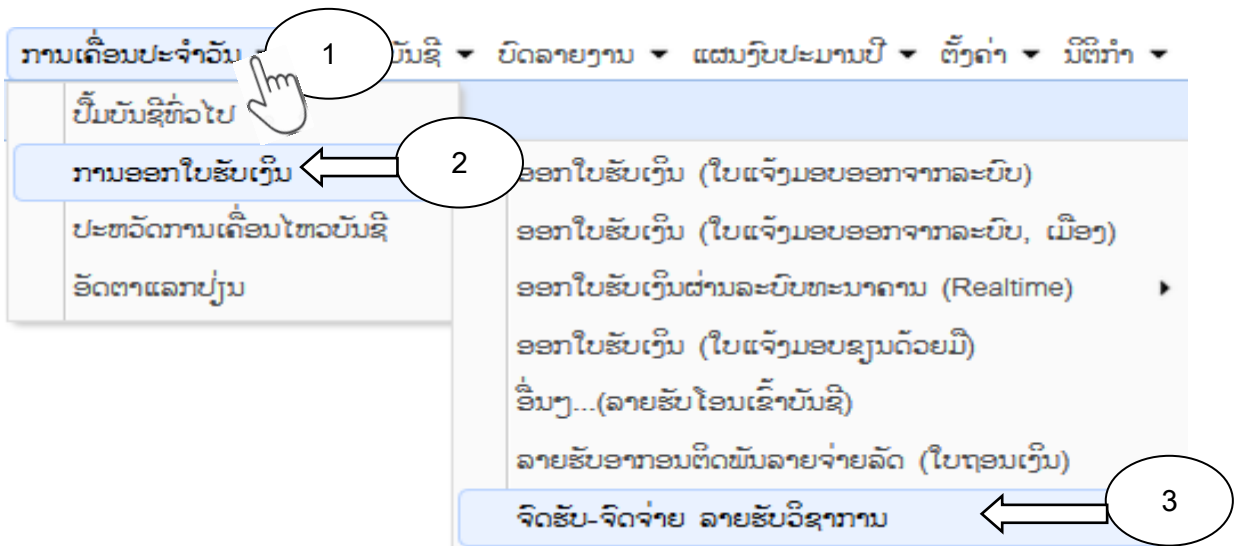 ການເຄື່ອນປະຈຳວັນ 1 ບັນຊີ ບົດລາຍງານ ແຜນງົບປະມານປີ ຕັ້ງຄ່າ ນິຕິກຳ
ປຶ້ມບັນຊີທົ່ວໄປ
ການອອກໃບຮັບເງິນ 2
ປະຫວັດການເຄື່ອນໄຫວບັນຊີ
ອັດຕາແລກປ່ຽນ
ອອກໃບຮັບເງິນ (ໃບແຈ້ງມອບອອກຈາກລະບົບ)
ອອກໃບຮັບເງິນ (ໃບແຈ້ງມອບອອກຈາກລະບົບ, ເມືອງ)
ອອກໃບຮັບເງິນຜ່ານລະບົບທະນາຄານ (Realtime)
ອອກໃບຮັບເງິນ (ໃບແຈ້ງມອບຂຽນດ້ວຍມື)
ອື່ນໆ...(ລາຍຮັບໂອນເຂົ້າບັນຊີ)
ລາຍຮັບອາກອນຕິດພັນລາຍຈ່າຍລັດ (ໃບຖອນເງິນ)
ຈົດຮັບ-ຈົດຈ່າຍ ລາຍຮັບວິຊາການ 3